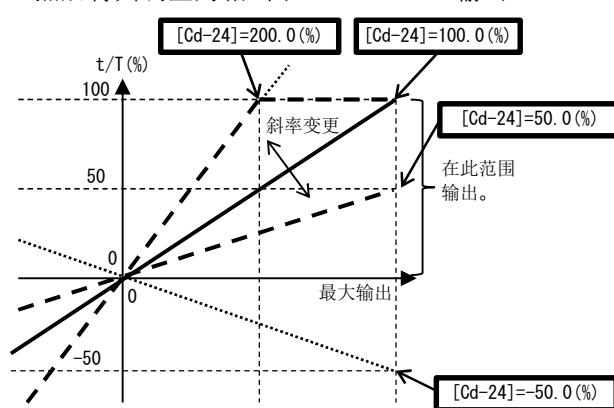 [Cd-24]=200.0(%)
[Cd-24]=100.0(%)
t/T(%)
100
[Cd-24]=50.0(%)
斜率变更
在此范围
输出。
50
0
0
最大输出
-50
[Cd-24]=-50.0(%)